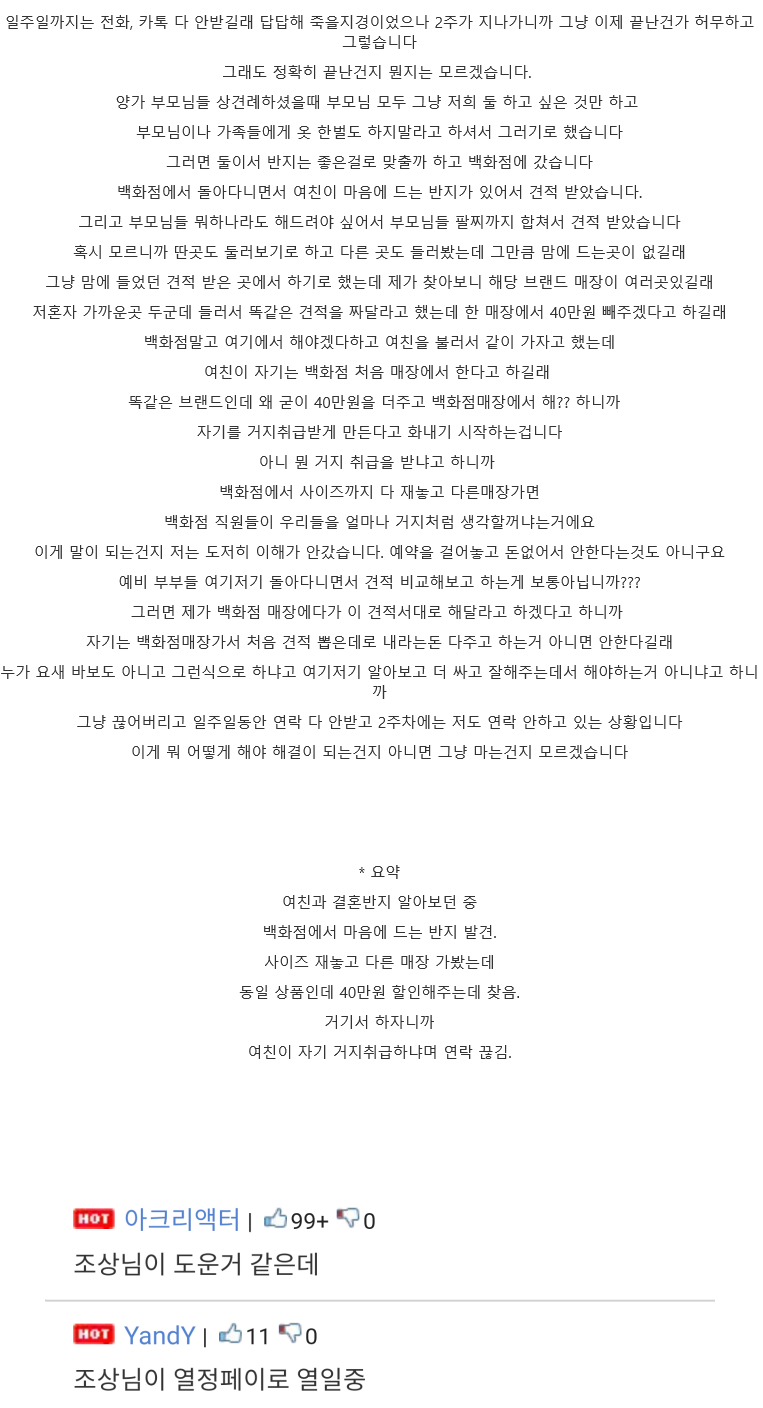 일주일까지는 전화, 카톡 다 안받길래 답답해 죽을지경이었으나 2주가 지나가니까 그냥 이제 끝난건가 허무하고
그렇습니다
그래도 정확히 끝난건지 뭔지는 모르겠습니다.
양가 부모님들 상견례하셨을때 부모님 모두 그냥 저희 둘 하고 싶은 것만 하고
부모님이나 가족들에게 옷 한벌도 하지말라고 하셔서 그러기로 했습니다
그러면 둘이서 반지는 좋은걸로 맞출까 하고 백화점에 갔습니다
백화점에서 돌아다니면서 여친이 마음에 드는 반지가 있어서 견적 받았습니다.
그리고 부모님들 뭐하나라도 해드려야 싶어서 부모님들 팔찌까지 합쳐서 견적 받았습니다
혹시 모르니까 딴곳도 둘러보기로 하고 다른 곳도 들러봤는데 그만큼 맘에 드는곳이 없길래
그냥 맘에 들었던 견적 받은 곳에서 하기로 했는데 제가 찾아보니 해당 브랜드 매장이 여러곳있길래
저혼자 가까운곳 두군데 들러서 똑같은 견적을 짜달라고 했는데 한 매장에서 40만원 빼주겠다고 하길래
백화점말고 여기에서 해야겠다하고 여친을 불러서 같이 가자고 했는데
여친이 자기는 백화점 처음 매장에서 한다고 하길래
똑같은 브랜드인데 왜 굳이 40만원을 더주고 백화점매장에서 해?? 하니까
자기를 거지취급받게 만든다고 화내기 시작하는겁니다
아니 뭔 거지 취급을 받냐고 하니까
백화점에서 사이즈까지 다 재놓고 다른매장가면
백화점 직원들이 우리들을 얼마나 거지처럼 생각할꺼냐는거에요
이게 말이 되는건지 저는 도저히 이해가 안갔습니다. 예약을 걸어놓고 돈없어서 안한다는것도 아니구요
예비 부부들 여기저기 돌아다니면서 견적 비교해보고 하는게 보통아닙니까???
그러면 제가 백화점 매장에다가 이 견적서대로 해달라고 하겠다고 하니까
자기는 백화점매장가서 처음 견적 뽑은데로 내라는돈 다주고 하는거 아니면 안한다길래
누가 요새 바보도 아니고 그런식으로 하냐고 여기저기 알아보고 더 싸고 잘해주는데서 해야하는거 아니냐고 하니
까
그냥 끊어버리고 일주일동안 연락 다 안받고 2주차에는 저도 연락 안하고 있는 상황입니다
이게 뭐 어떻게 해야 해결이 되는건지 아니면 그냥 마는건지 모르겠습니다
* 요약
여친과 결혼반지 알아보던 중
백화점에서 마음에 드는 반지 발견.
사이즈 재놓고 다른 매장 가봤는데
동일 상품인데 40만원 할인해주는데 찾음.
거기서 하자니까
여친이 자기 거지취급하냐며 연락 끊김.
HOT 아크리액터 | 99+ 0
조상님이 도운거 같은데
HOT YandY | 11 0
조상님이 열정페이로 열일중